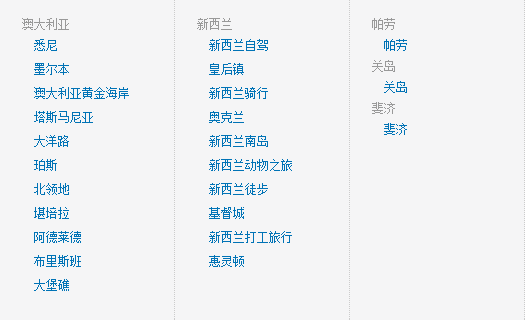 澳大利亚
悉尼
墨尔本
澳大利亚黄金海岸
塔斯马尼亚
大洋路
珀斯
北领地
堪培拉
阿德莱德
布里斯班
大堡礁
新西兰
新西兰自驾
皇后镇
新西兰骑行
奥克兰
新西兰南岛
新西兰动物之旅
新西兰徒步
基督城
新西兰打工旅行
惠灵顿
帕劳
帕劳
关岛
关岛
斐济
斐济